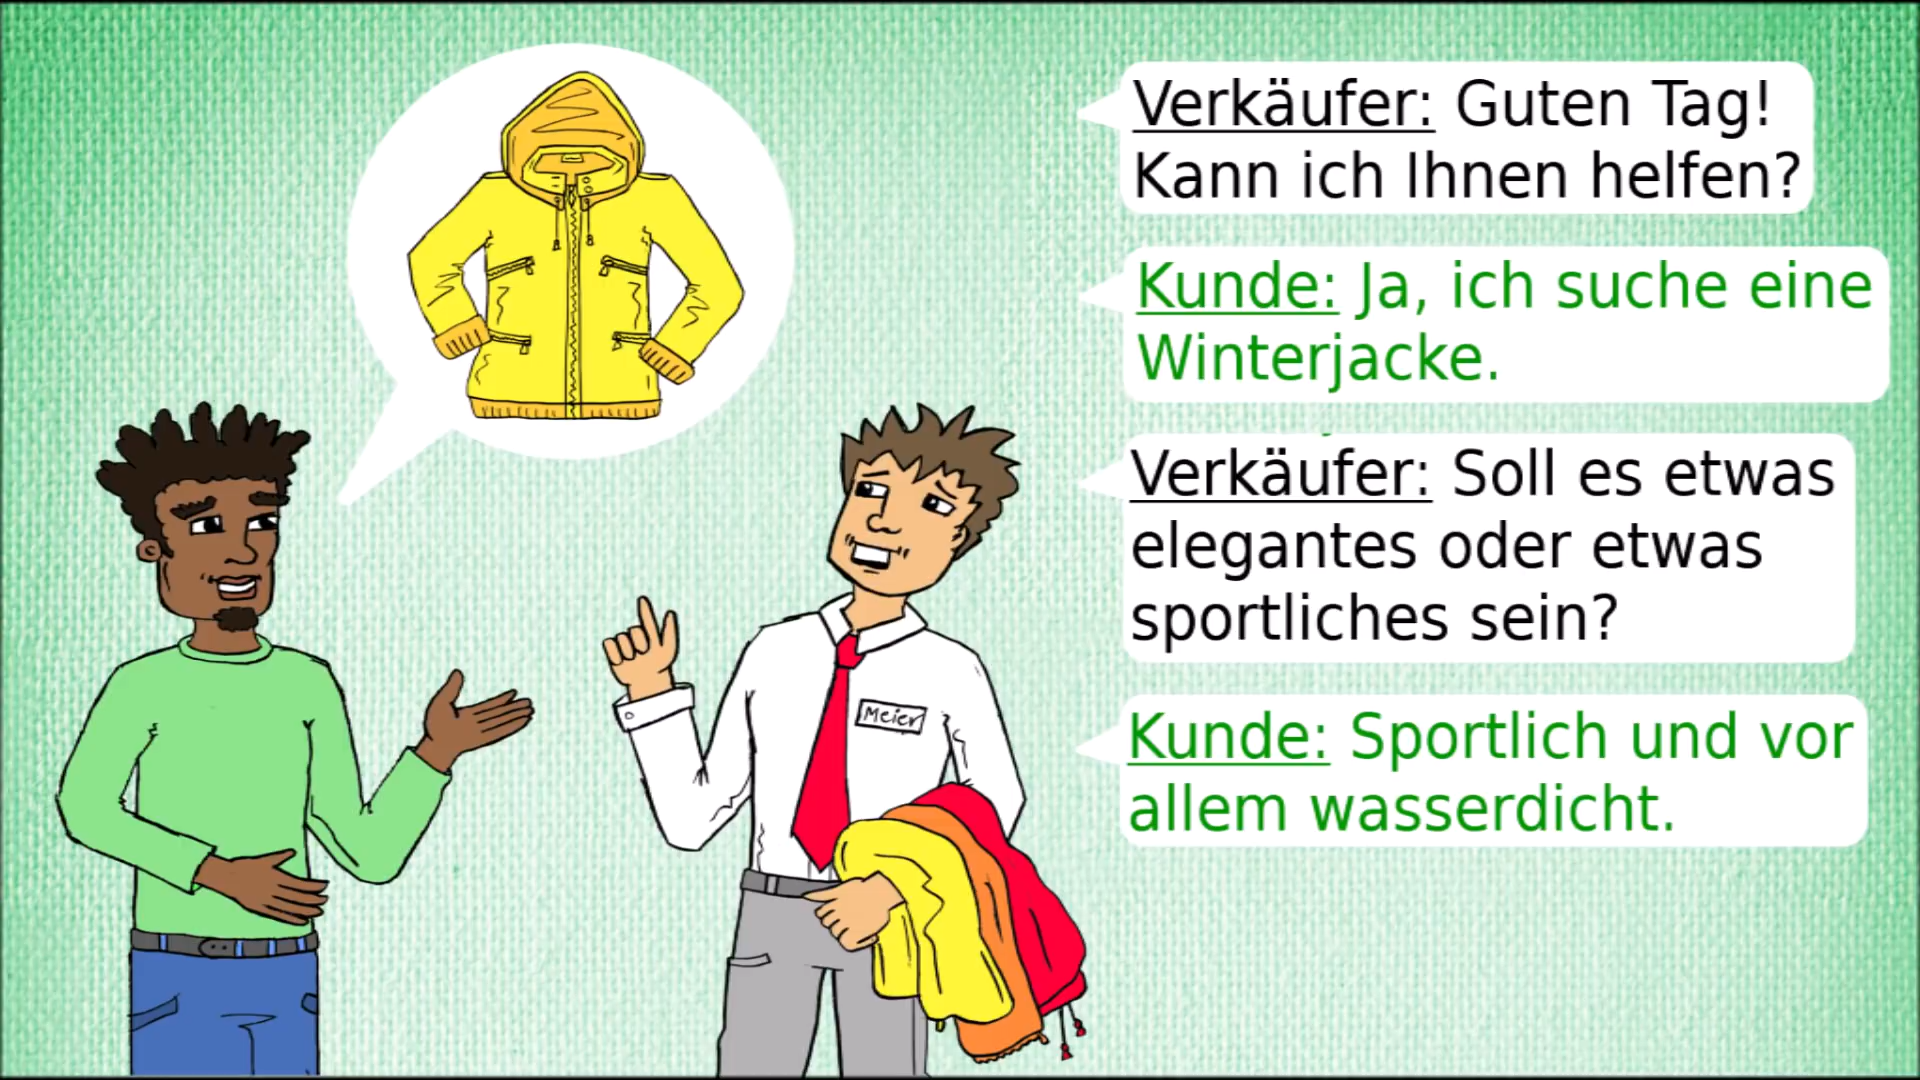 Verkäufer: Guten Tag!
Kann ich Ihnen helfen?
Kunde: Ja, ich suche eine
Winterjacke.
Verkäufer: Soll es etwas
elegantes oder etwas
sportliches sein?
Kunde: Sportlich und vor
allem wasserdicht.
Meier